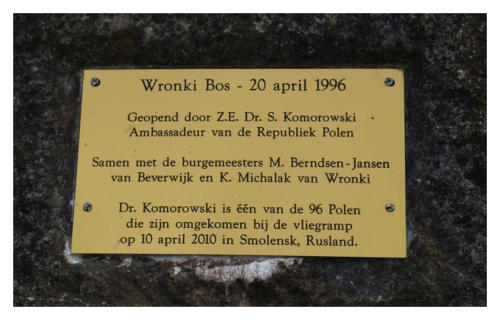 Wronki Bos - 20 april 1996
Geopend door Z.E. Dr. S. Komorowski
Ambassadeur van de Republiek Polen
Samen met de burgemeesters M. Berndsen-Jansen
van Beverwijk en K. Michalak van Wronki
Dr. Komorowski is één van de 96 Polen
die zijn omgekomen bij de vliegramp
op 10 april 2010 in Smolensk, Rusland.